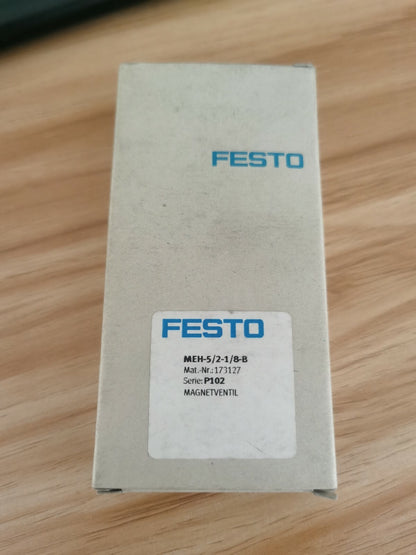 FESTO
FESTO
MEH-5/2-1/8-B
Mat.-Nr.:173127
Serie: P102
MAGNETVENTIL